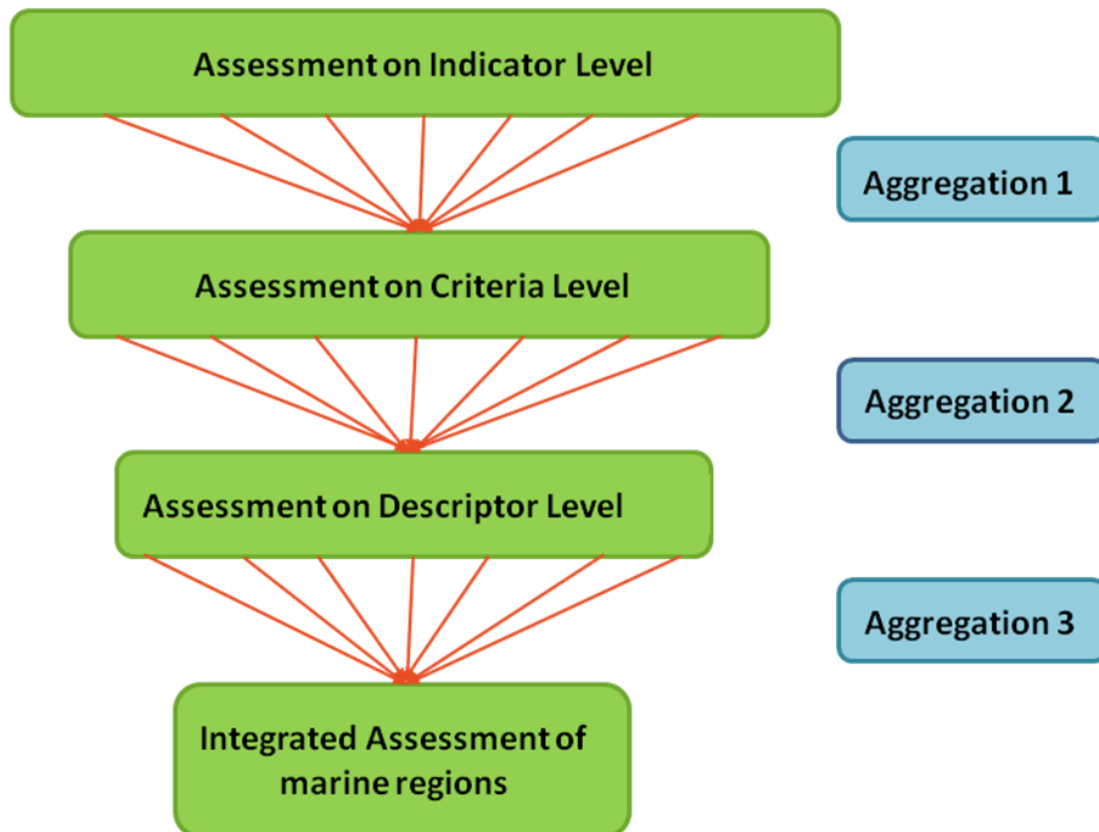 Assessment on Indicator Level
Aggregation 1
Assessment on Criteria Level
Aggregation 2
Assessment on Descriptor Level
Aggregation 3
Integrated Assessment of
marine regions